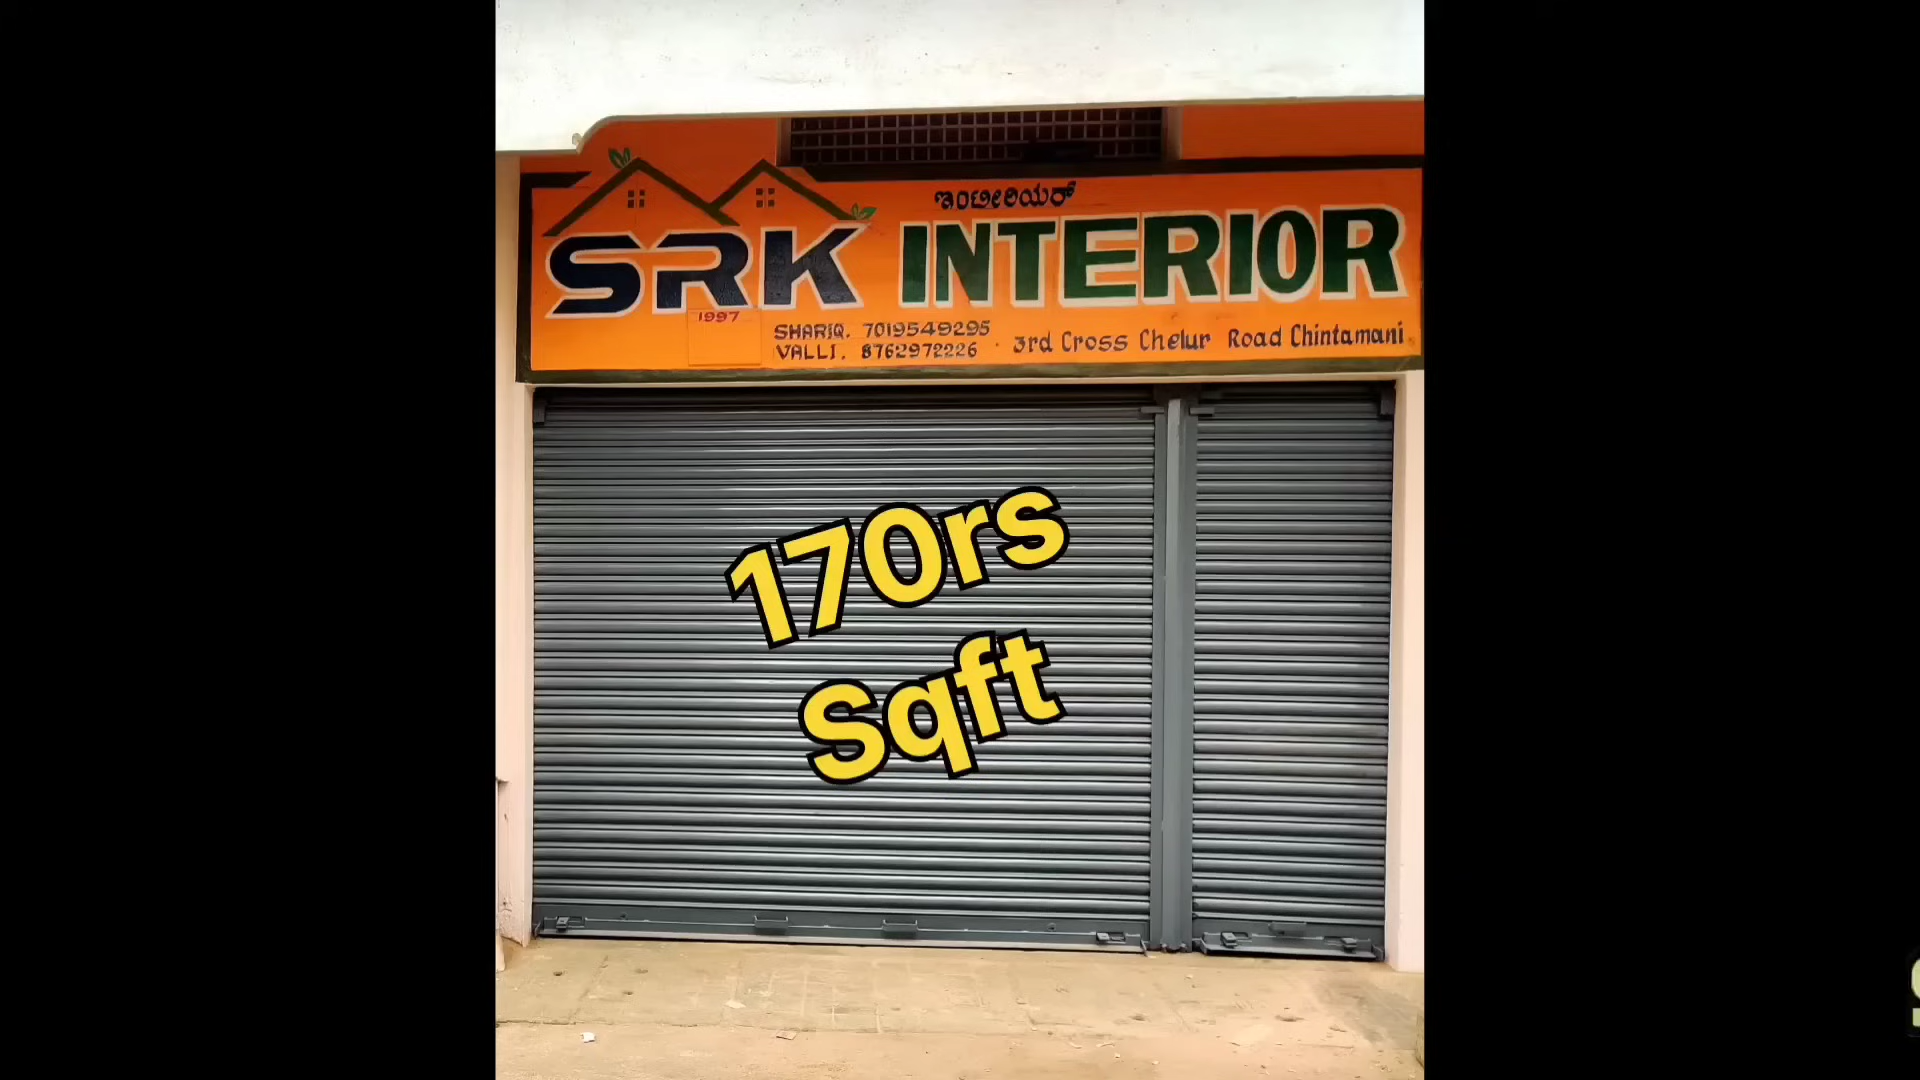 ಇಂಟೀರಿಯರ್
SRK INTERIOR
1997
SHARIQ. 7019549295
VALLI. 8762972226
3rd Cross Chelur Road Chintamani
170rs
Sqft